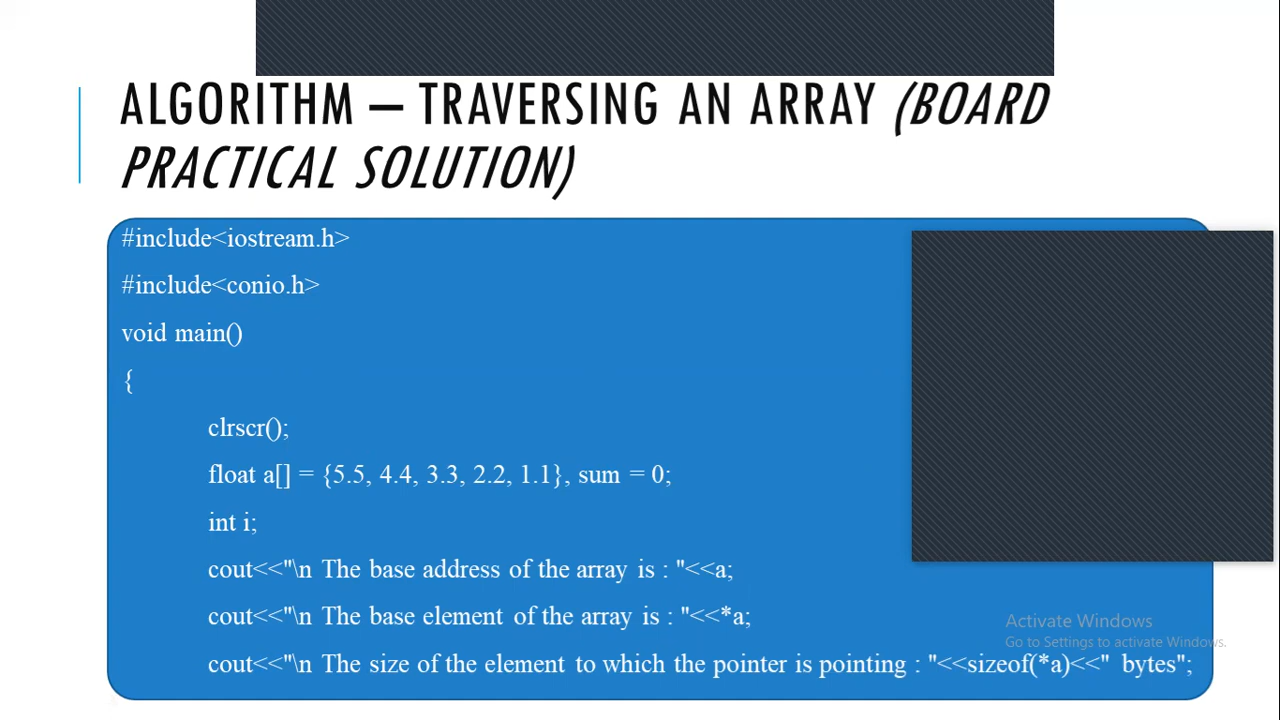 ALGORITHM – TRAVERSING AN ARRAY (BOARD
PRACTICAL SOLUTION)
#include<iostream.h>
#include<conio.h>
void main()
{
clrscr();
float a[] = {5.5, 4.4, 3.3, 2.2, 1.1}, sum = 0;
int i;
cout<<"\n The base address of the array is : "<<a;
cout<<"\n The base element of the array is : "<<*a;
cout<<"\n The size of the element to which the pointer is pointing : "<<sizeof(*a)<<" bytes";
Activate Windows
Go to Settings to activate Windows.